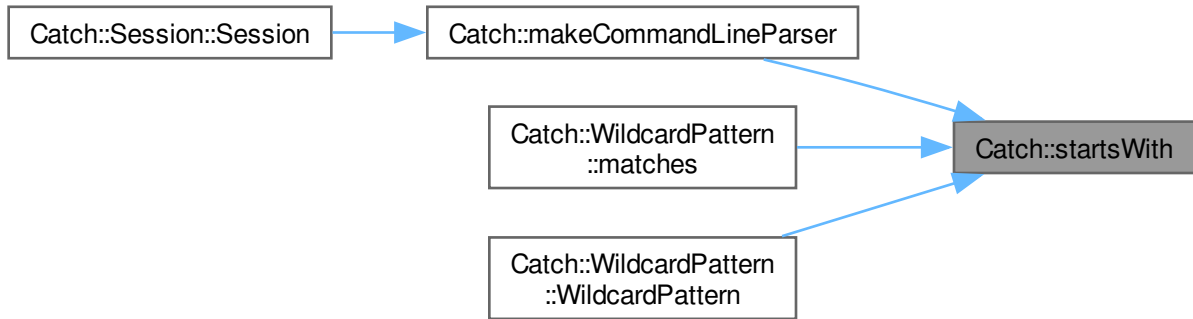 Catch::Session::Session
Catch::makeCommandLineParser
Catch::WildcardPattern
::matches
Catch::startsWith
Catch::WildcardPattern
::WildcardPattern